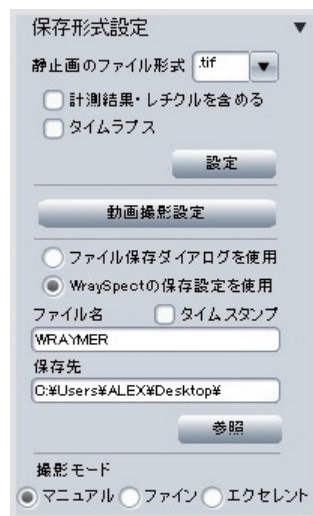 保存形式設定
静止画のファイル形式 .tif
計測結果・レチクルを含める
タイムラプス
設定
動画撮影設定
ファイル保存ダイアログを使用
WraySpectの保存設定を使用
ファイル名 タイムスタンプ
WRAYMER
保存先
C:¥Users¥ALEX¥Desktop¥
参照
撮影モード
マニュアル ファイン エクセレント